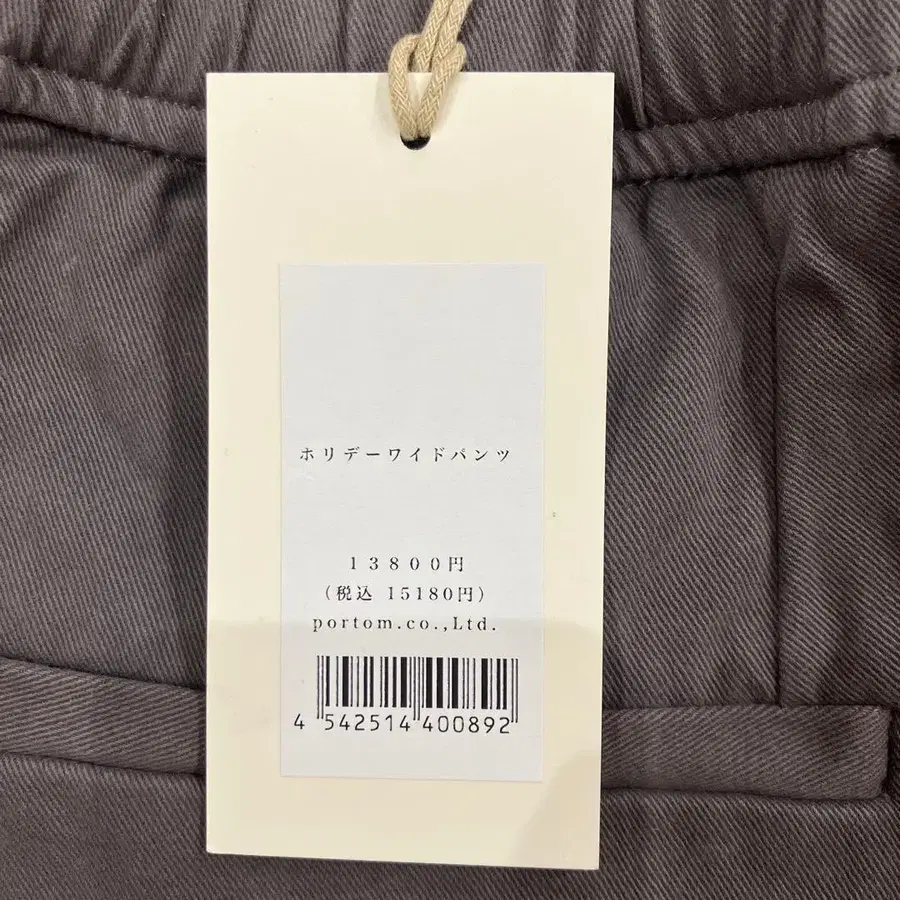 ホリデーワイドパンツ
13800円
(税込 15180円)
portom.co.,Ltd.
4 542514 400892